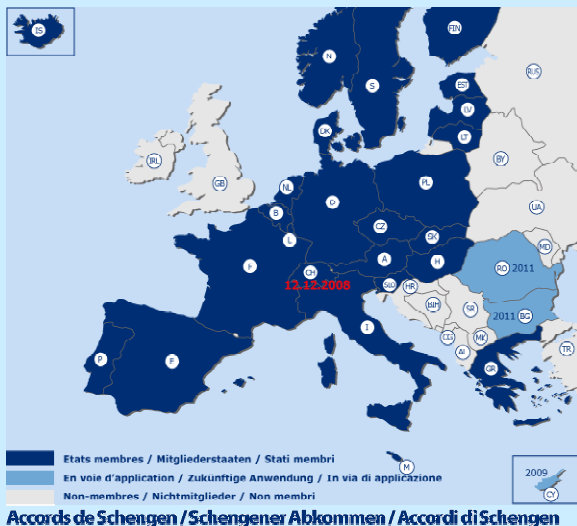 IS
N
S
FIN
RUS
EST
LV
LT
DK
IRL
GB
NL
B
D
PL
BY
UA
L
CZ
SK
F
CH
A
H
MD
RO 2011
12.12.2008
SLO
HR
BIH
SR
2011 BG
I
CG
MK
AL
TR
P
E
GR
M
2009
CY
Etats membres / Mitgliederstaaten / Stati membri
En voie d'application / Zukünftige Anwendung / In via di applicazione
Non-membres / Nichtmitglieder / Non membri
Accords de Schengen / Schengener Abkommen / Accordi di Schengen